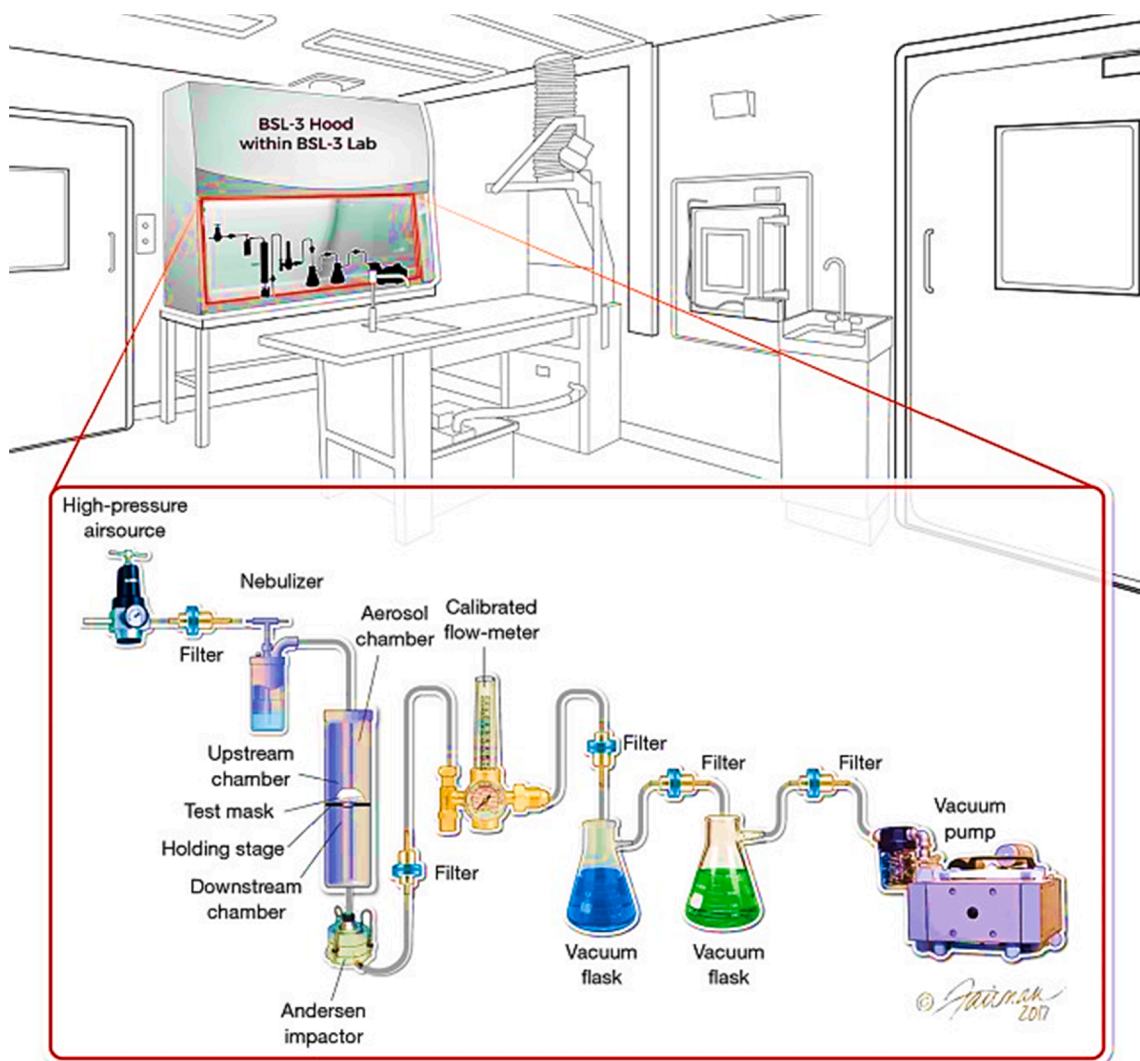 BSL-3 Hood
within BSL-3 Lab
High-pressure
airsource
Nebulizer
Filter
Aerosol
chamber
Calibrated
flow-meter
Upstream
chamber
Test mask
Holding stage
Downstream
chamber
Filter
Filter
Filter
Filter
Vacuum
pump
Vacuum
flask
Vacuum
flask
Andersen
impactor
© Fairman
2017